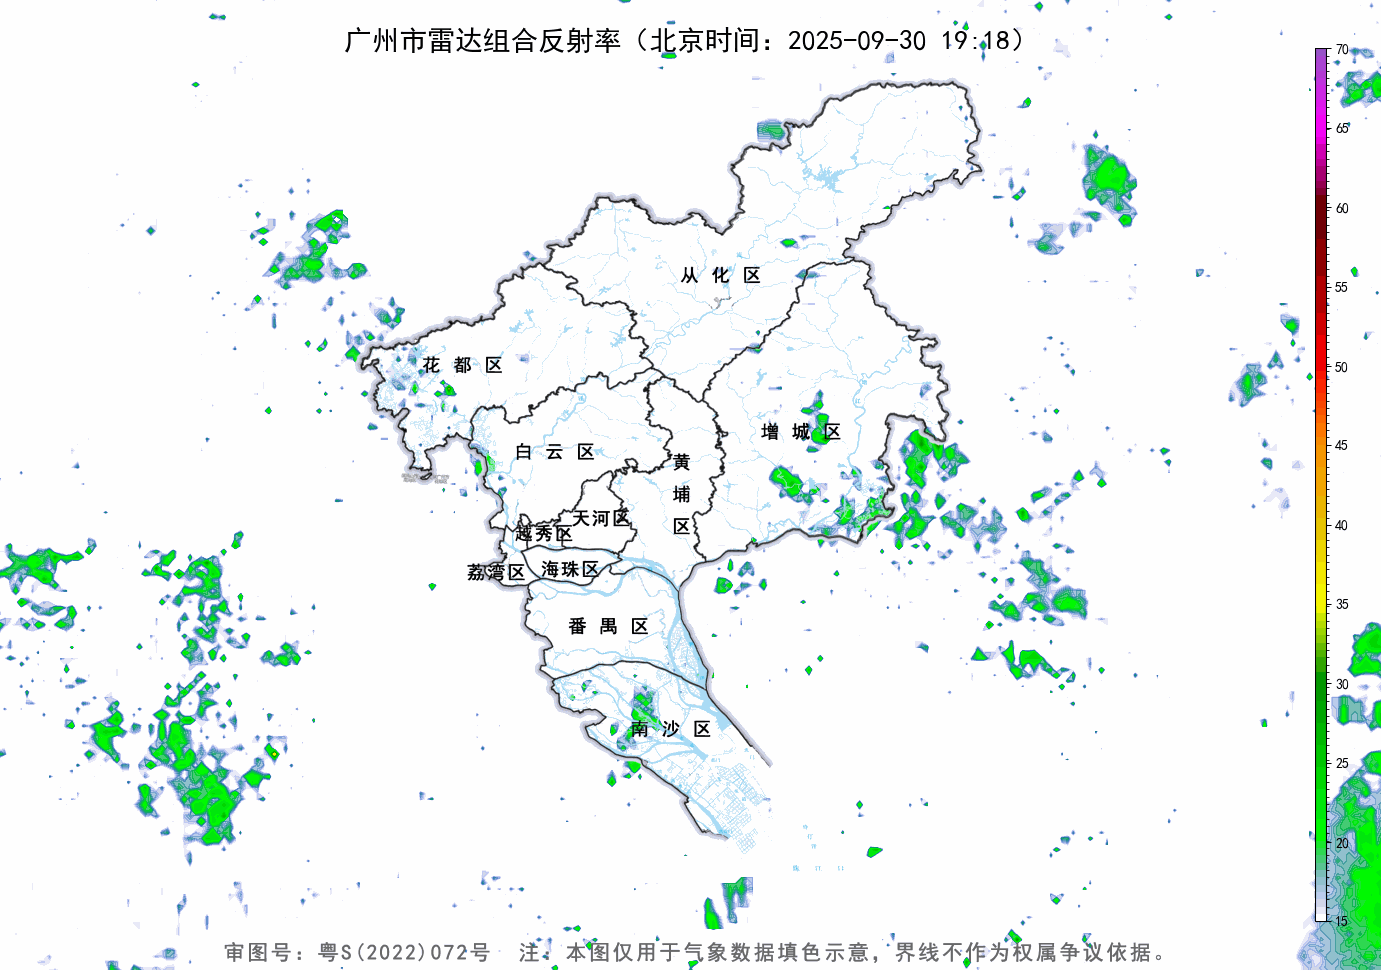 广州市雷达组合反射率（北京时间：2025-09-30 19:18）
70
65
60
55
50
45
40
35
30
25
20
15
从化区
花都区
增城区
白云区
黄埔区
天河区
越秀区
荔湾区
海珠区
番禺区
南沙区
审图号：粤S(2022)072号 注：本图仅用于气象数据填色示意，界线不作为权属争议依据。